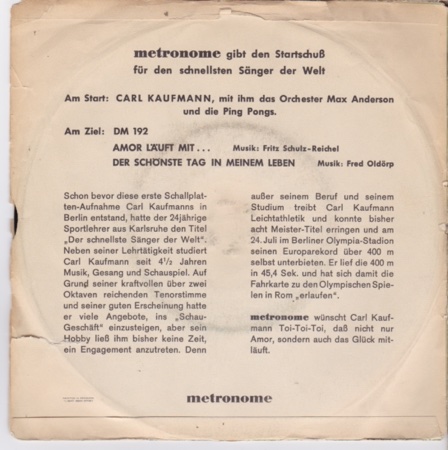 metronome gibt den Startschuß
für den schnellsten Sänger der Welt
Am Start: CARL KAUFMANN, mit ihm das Orchester Max Anderson
und die Ping Pongs.
Am Ziel: DM 192
AMOR LÄUFT MIT... Musik: Fritz Schulz-Reichel
DER SCHÖNSTE TAG IN MEINEM LEBEN Musik: Fred Oldörp
Schon bevor diese erste Schallplat-
ten-Aufnahme Carl Kaufmanns in
Berlin entstand, hatte der 24jährige
Sportlehrer aus Karlsruhe den Titel
„Der schnellste Sänger der Welt".
Neben seiner Lehrtätigkeit studiert
Carl Kaufmann seit 4½ Jahren
Musik, Gesang und Schauspiel. Auf
Grund seiner kraftvollen über zwei
Oktaven reichenden Tenorstimme
und seiner guten Erscheinung hatte
er viele Angebote, ins „Schau-
Geschäft" einzusteigen, aber sein
Hobby ließ ihm bisher keine Zeit,
ein Engagement anzutreten. Denn
außer seinem Beruf und seinem
Studium treibt Carl Kaufmann
Leichtathletik und konnte bisher
acht Meister-Titel erringen und am
24. Juli im Berliner Olympia-Stadion
seinen Europarekord über 400 m
selbst unterbieten. Er lief die 400 m
in 45,4 Sek. und hat sich damit die
Fahrkarte zu den Olympischen Spie-
len in Rom „erlaufen".
metronome wünscht Carl Kauf-
mann Toi-Toi-Toi, daß nicht nur
Amor, sondern auch das Glück mit-
läuft.
metronome